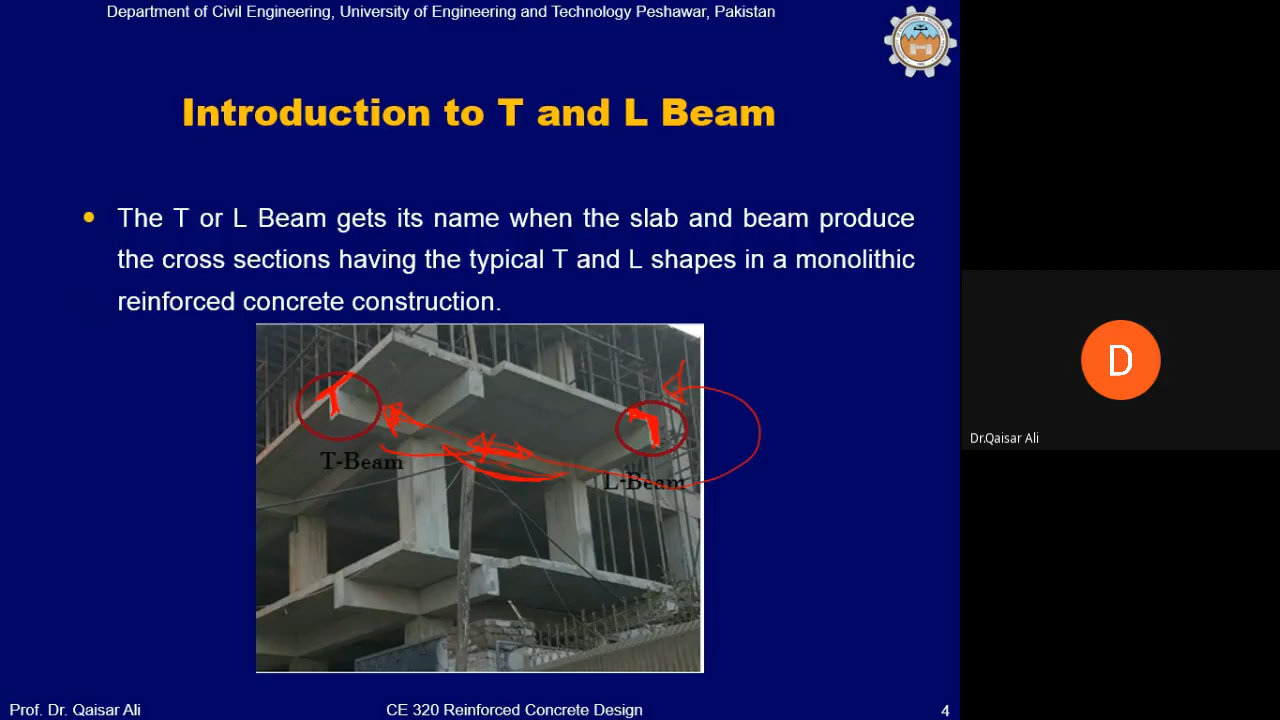 Department of Civil Engineering, University of Engineering and Technology Peshawar, Pakistan
Introduction to T and L Beam
The T or L Beam gets its name when the slab and beam produce
the cross sections having the typical T and L shapes in a monolithic
reinforced concrete construction.
T-Beam
L-Beam
D
Dr.Qaisar Ali
Prof. Dr. Qaisar Ali
CE 320 Reinforced Concrete Design
4